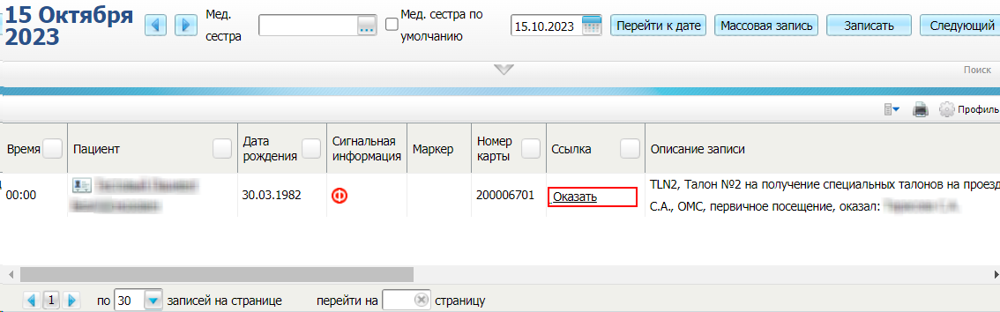 15 Октября
2023
Мед.
сестра
...
Мед. сестра по
умолчанию
15.10.2023
Перейти к дате
Массовая запись
Записать
Следующий
Поиск
Профиль
Время
Пациент
Дата
рождения
Сигнальная
информация
Маркер
Номер
карты
Ссылка
Описание записи
00:00
30.03.1982
Ф
200006701
Оказать
TLN2, Талон №2 на получение специальных талонов на проезд
С.А., ОМС, первичное посещение, оказал:
1
по
30
записей на странице
перейти на
страницу